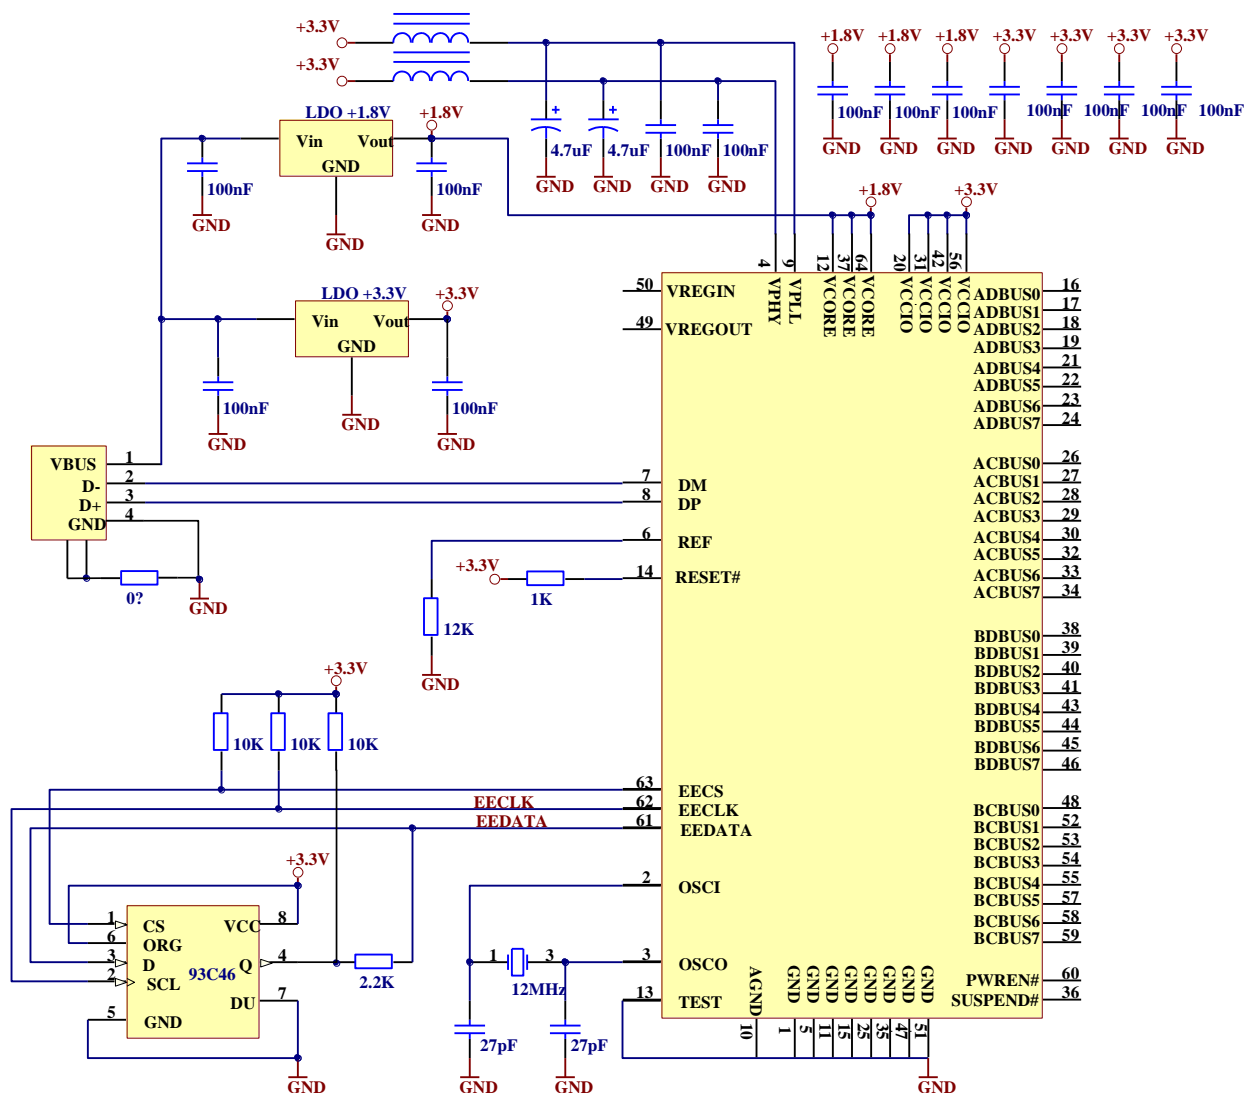 +3.3V
+3.3V
+1.8V +1.8V +1.8V +3.3V +3.3V +3.3V +3.3V
100nF 100nF 100nF 100nF 100nF 100nF 100nF
GND GND GND GND GND GND GND
LDO +1.8V
+1.8V
Vin Vout
GND
100nF
100nF
GND
GND
GND
+ +
4.7uF 4.7uF 100nF 100nF
GND GND GND GND
+1.8V +3.3V
4 9 12 37 64 20 31 42 56
VPHY VPLL VCORE VCORE VCORE VCCIO VCCIO VCCIO VCCIO
LDO +3.3V
+3.3V
Vin Vout
GND
100nF
100nF
GND
GND
GND
50 VREGIN
49 VREGOUT
ADBUS0 16
ADBUS1 17
ADBUS2 18
ADBUS3 19
ADBUS4 21
ADBUS5 22
ADBUS6 23
ADBUS7 24
VBUS 1
D- 2
D+ 3
GND 4
0?
GND
7 DM
8 DP
6 REF
+3.3V
1K
14 RESET#
12K
GND
ACBUS0 26
ACBUS1 27
ACBUS2 28
ACBUS3 29
ACBUS4 30
ACBUS5 32
ACBUS6 33
ACBUS7 34
BDBUS0 38
BDBUS1 39
BDBUS2 40
BDBUS3 41
BDBUS4 43
BDBUS5 44
BDBUS6 45
BDBUS7 46
+3.3V
10K 10K 10K
63 EECS
EECLK 62 EECLK
EEDATA 61 EEDATA
BCBUS0 48
BCBUS1 52
BCBUS2 53
BCBUS3 54
BCBUS4 55
BCBUS5 57
BCBUS6 58
BCBUS7 59
PWREN# 60
SUSPEND# 36
+3.3V
1 CS VCC 8
6 ORG
3 D 93C46 Q 4
2 SCL
DU 7
5 GND
2.2K
GND
2 OSCI
1 3
12MHz
3 OSCO
13 TEST
27pF 27pF
GND GND
AGND GND GND GND GND GND GND GND GND
10 1 5 11 15 25 35 47 51
GND